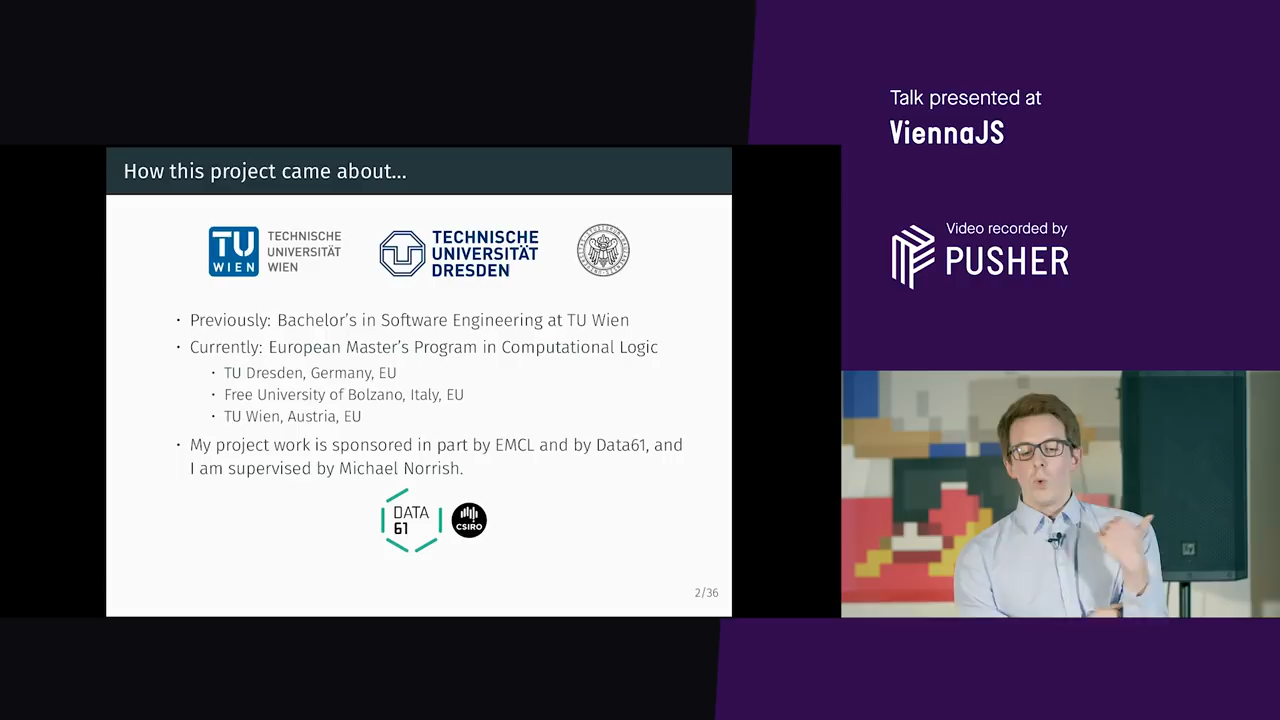 How this project came about...
TU
WIEN
TECHNISCHE
UNIVERSITÄT
WIEN
TECHNISCHE
UNIVERSITÄT
DRESDEN
• Previously: Bachelor's in Software Engineering at TU Wien
• Currently: European Master's Program in Computational Logic
• TU Dresden, Germany, EU
• Free University of Bolzano, Italy, EU
• TU Wien, Austria, EU
• My project work is sponsored in part by EMCL and by Data61, and
I am supervised by Michael Norrish.
DATA
61
CSIRO
2/36
Talk presented at
ViennaJS
Video recorded by
PUSHER